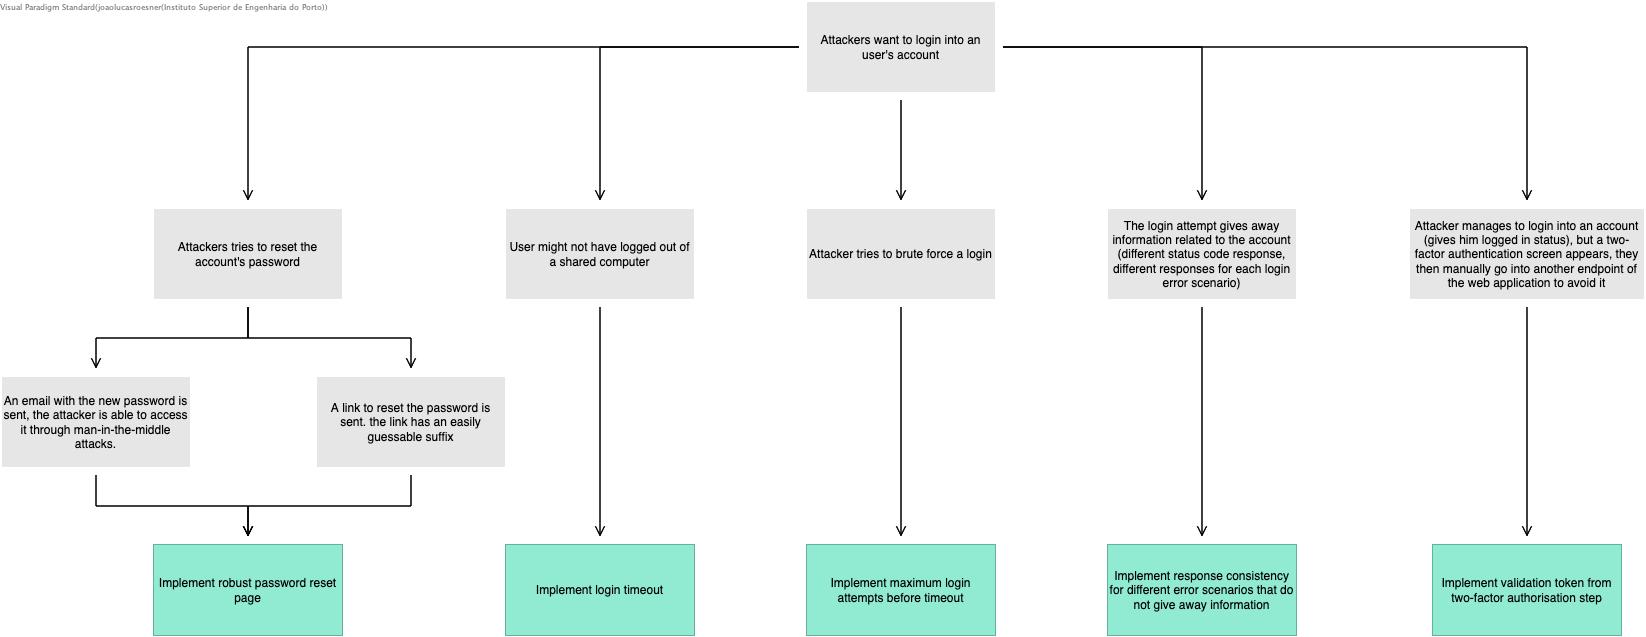 Visual Paradigm Standard(joaolucasroesner(Instituto Superior de Engenharia do Porto))
Attackers want to login into an
user's account
Attackers tries to reset the
account's password
User might not have logged out of
a shared computer
Attacker tries to brute force a login
The login attempt gives away
information related to the account
(different status code response,
different responses for each login
error scenario)
Attacker manages to login into an account
(gives him logged in status), but a two-
factor authentication screen appears, they
then manually go into another endpoint of
the web application to avoid it
An email with the new password is
sent, the attacker is able to access
it through man-in-the-middle
attacks.
A link to reset the password is
sent. the link has an easily
guessable suffix
Implement robust password reset
page
Implement login timeout
Implement maximum login
attempts before timeout
Implement response consistency
for different error scenarios that do
not give away information
Implement validation token from
two-factor authorisation step